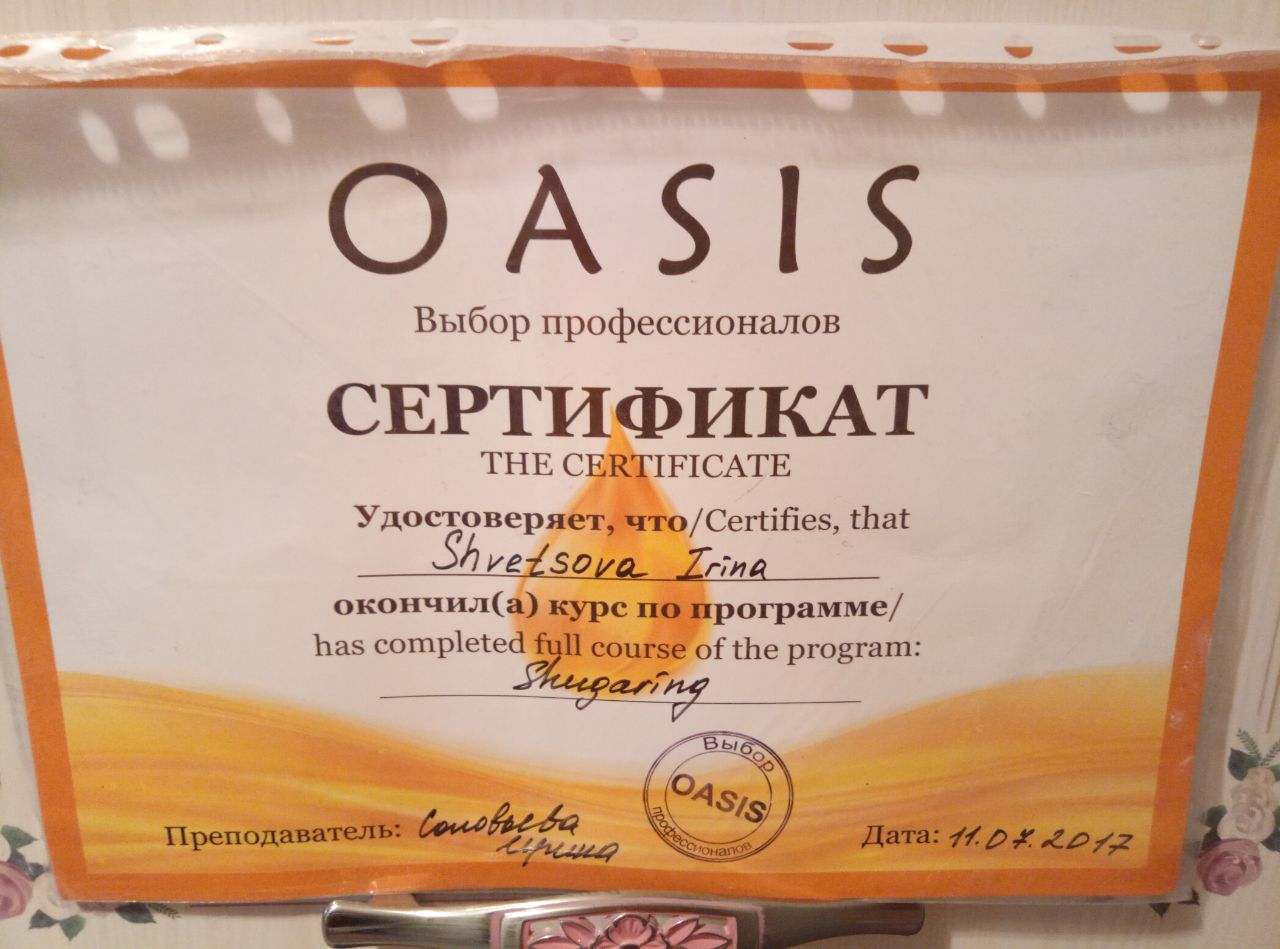 OASIS
Выбор профессионалов
СЕРТИФИКАТ
THE CERTIFICATE
Удостоверяет, что/Certifies, that
Shvetsova Irina
окончил(а) курс по программе/
has completed full course of the program:
Shugaring
Выбор
OASIS
профессионалов
Преподаватель: Соловьева
Ирина
Дата: 11.07.2017